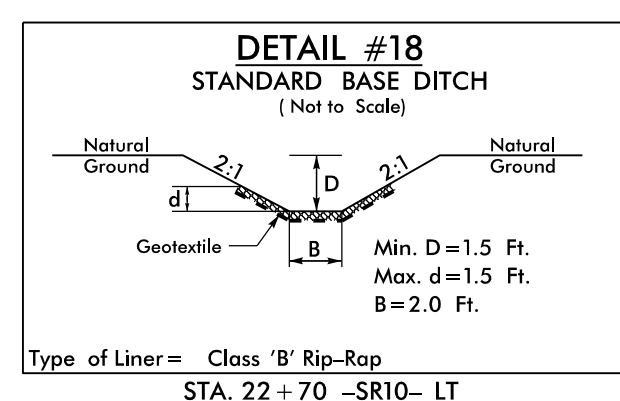 DETAIL #18
STANDARD BASE DITCH
( Not to Scale)
Natural
Ground
2:1
D
2:1
Natural
Ground
d
Geotextile
B
Min. D=1.5 Ft.
Max. d=1.5 Ft.
B=2.0 Ft.
Type of Liner= Class 'B' Rip-Rap
STA. 22+70 -SR10- LT